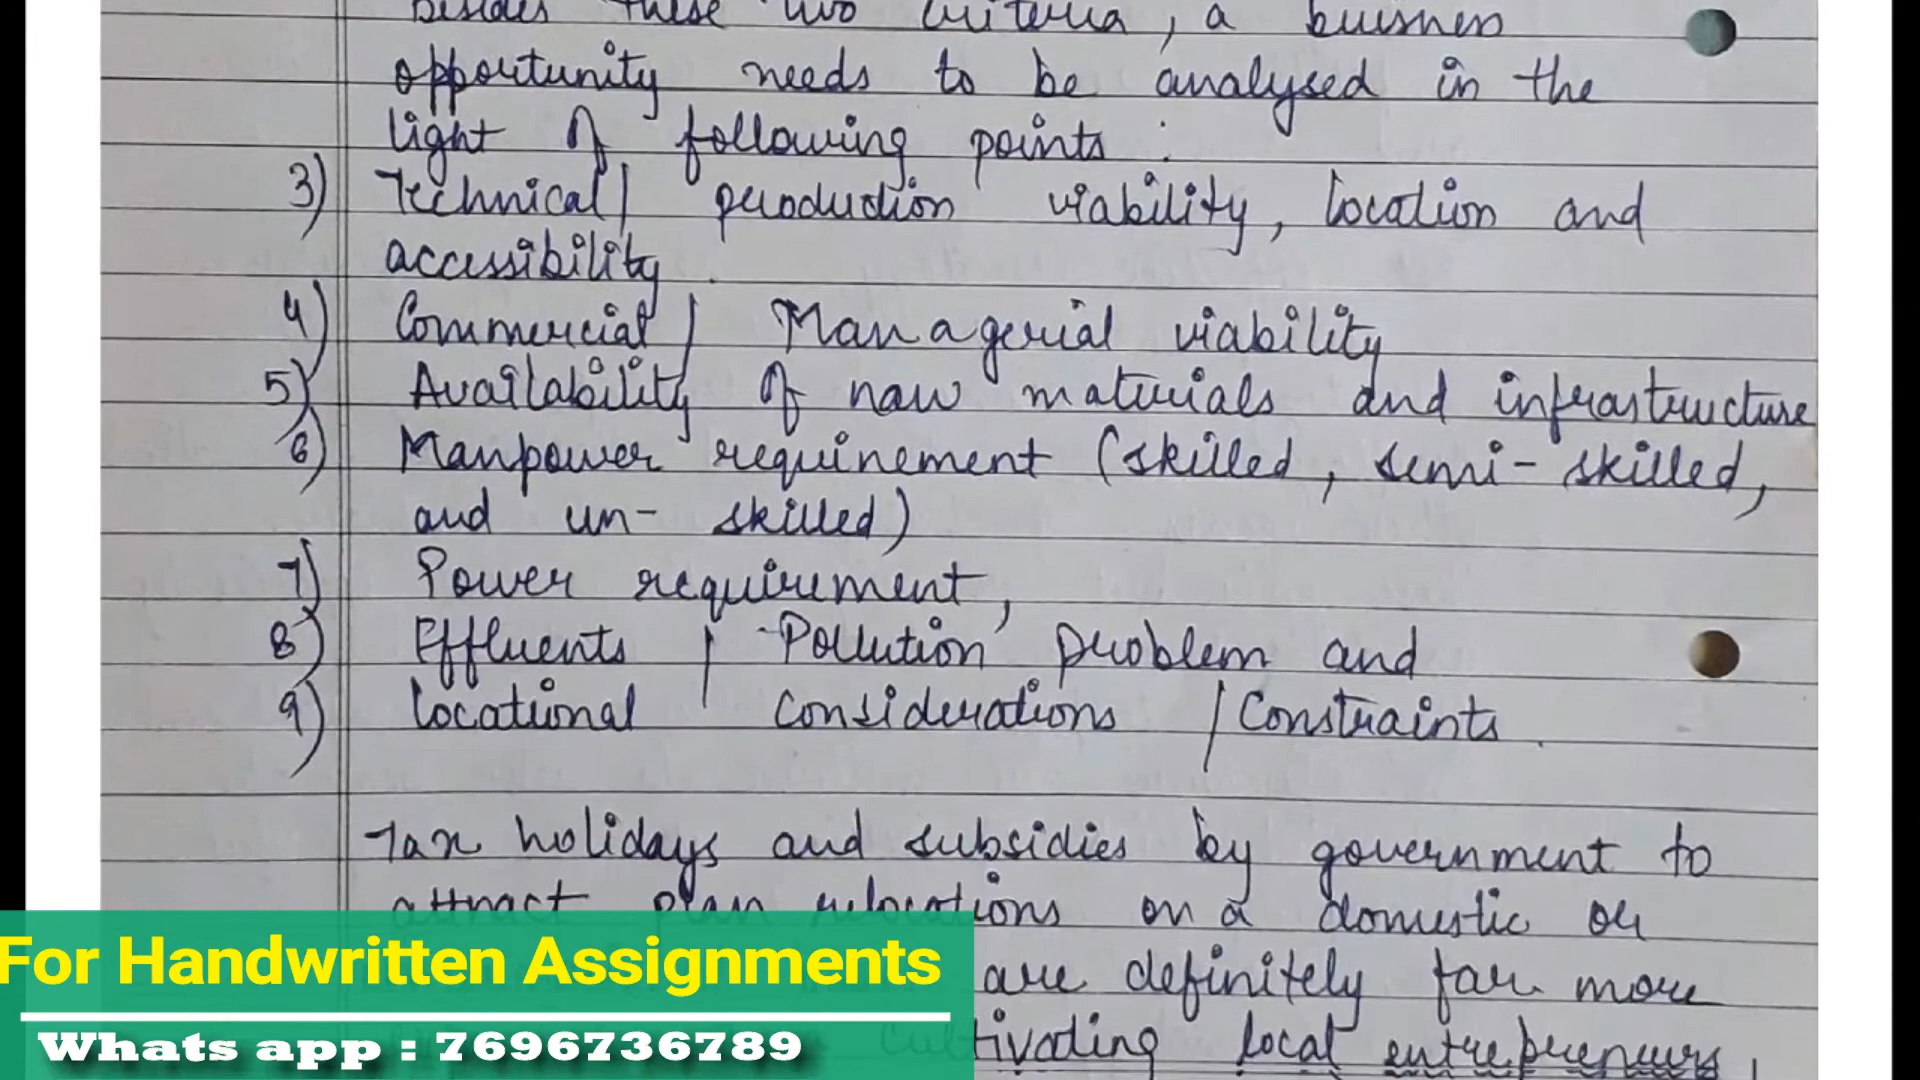 Besides these two criteria, a business
opportunity needs to be analysed in the
light of following points :
3) Technical / production viability, location and
accessibility.
4) Commercial / Managerial viability
5) Availability of raw materials and infrastructure
6) Manpower requirement (skilled, semi-skilled,
and un-skilled)
7) Power requirement,
8) Effluents / Pollution problem and
9) locational considerations / Constraints.
Tax holidays and subsidies by government to
attract plan relocations on a domestic or
are definitely far more
cultivating local entrepreneurs,
For Handwritten Assignments
Whats app : 7696736789